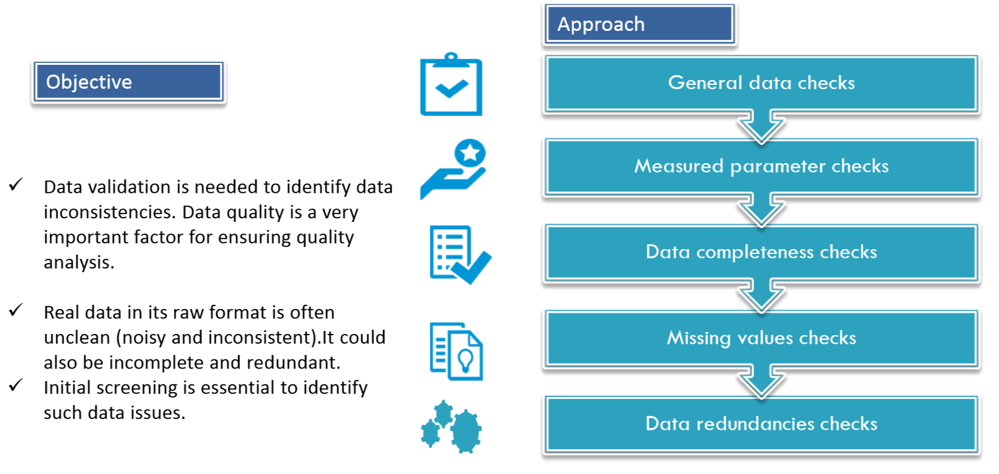 Objective
✓ Data validation is needed to identify data
inconsistencies. Data quality is a very
important factor for ensuring quality
analysis.
✓ Real data in its raw format is often
unclean (noisy and inconsistent).It could
also be incomplete and redundant.
✓ Initial screening is essential to identify
such data issues.
Approach
General data checks
Measured parameter checks
Data completeness checks
Missing values checks
Data redundancies checks